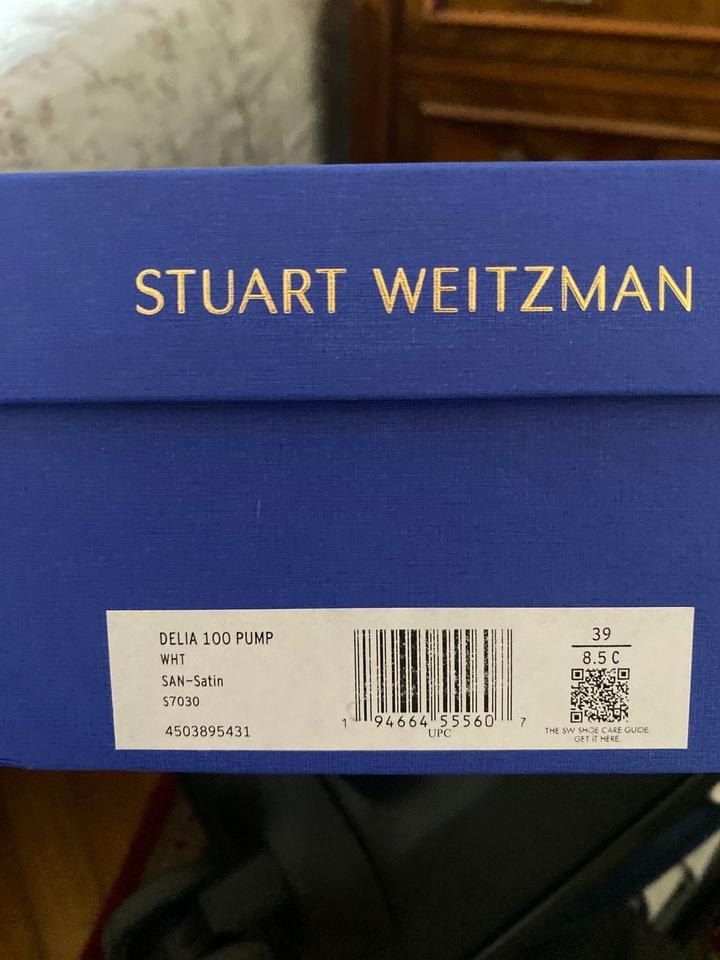 STUART WEITZMAN
DELIA 100 PUMP
WHT
SAN-Satin
S7030
4503895431
1 94664 55560 7
UPC
39
8.5 C
THE SW SHOE CARE GUIDE
GET IT HERE